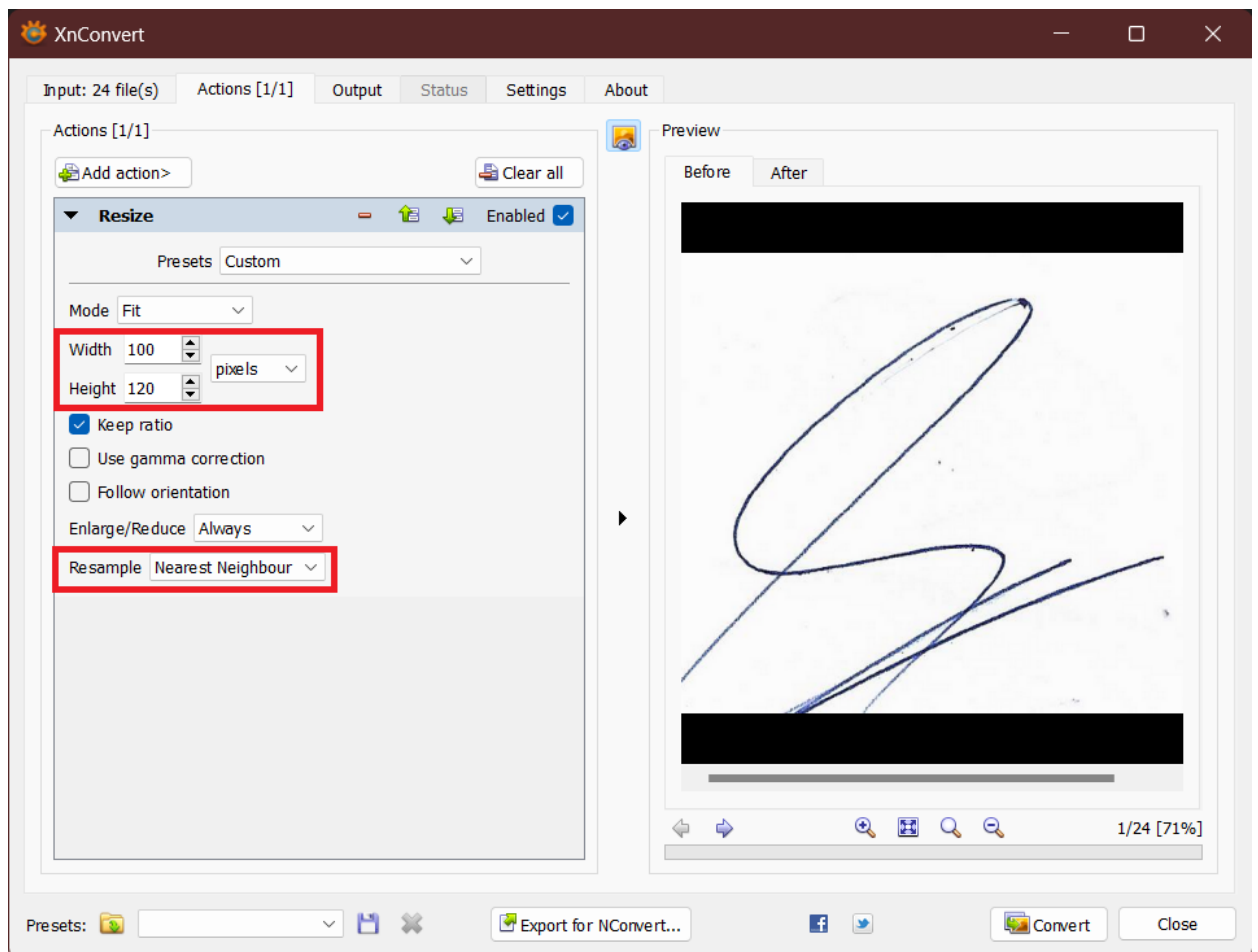 XnConvert
Input: 24 file(s) Actions [1/1] Output Status Settings About
Actions [1/1]
Add action>
Clear all
Resize
Enabled
Presets Custom
Mode Fit
Width 100
pixels
Height 120
Keep ratio
Use gamma correction
Follow orientation
Enlarge/Reduce Always
Resample Nearest Neighbour
Preview
Before After
1/24 [71%]
Presets:
Export for NConvert...
Convert
Close